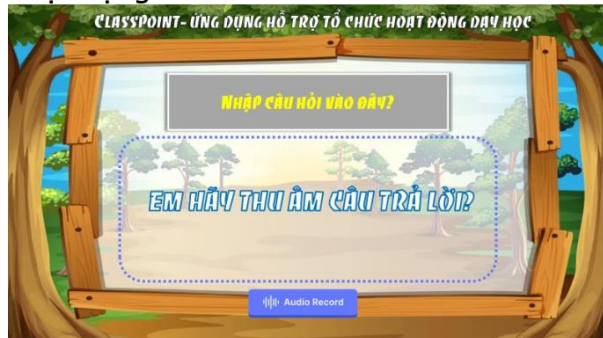 ClassPoint- ứng dụng hỗ trợ tổ chức hoạt động dạy học
Nhập câu hỏi vào đây?
EM HÃY THU ÂM CÂU TRẢ LỜI?
Audio Record